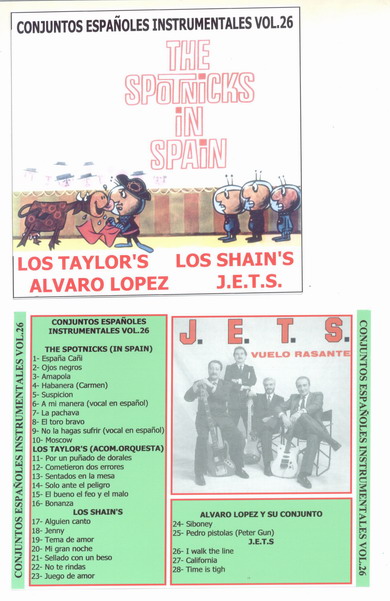 CONJUNTOS ESPAÑOLES INSTRUMENTALES VOL.26
THE
SPOTNICKS
iN
SPAiN
LOS TAYLOR'S LOS SHAIN'S
ALVARO LOPEZ J.E.T.S.
CONJUNTOS ESPAÑOLES INSTRUMENTALES VOL.26
CONJUNTOS ESPAÑOLES
INSTRUMENTALES VOL.26
THE SPOTNICKS (IN SPAIN)
1- España Cañi
2- Ojos negros
3- Amapola
4- Habanera (Carmen)
5- Suspicion
6- A mi manera (vocal en español)
7- La pachava
8- El toro bravo
9- No la hagas sufrir (vocal en español)
10- Moscow
LOS TAYLOR'S (ACOM.ORQUESTA)
11- Por un puñado de dorales
12- Cometieron dos errores
13- Sentados en la mesa
14- Solo ante el peligro
15- El bueno el feo y el malo
16- Bonanza
LOS SHAIN'S
17- Alguien canto
18- Jenny
19- Tema de amor
20- Mi gran noche
21- Sellado con un beso
22- No te rindas
23- Juego de amor
J. E. T. S.
VUELO RASANTE
ALVARO LOPEZ Y SU CONJUNTO
24- Siboney
25- Pedro pistolas (Peter Gun)
J.E.T.S
26- I walk the line
27- California
28- Time is tigh
CONJUNTOS ESPAÑOLES INSTRUMENTALES VOL.26